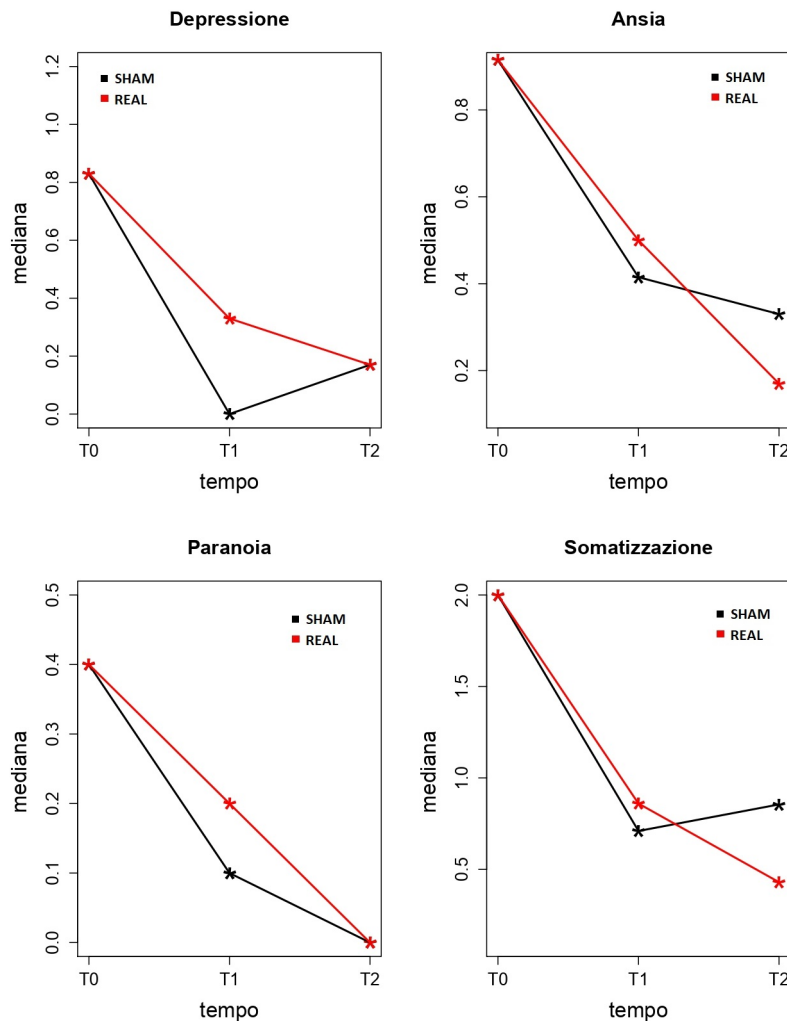 Depressione
1.2
1.0
0.8
0.6
0.4
0.2
0.0
mediana
SHAM
REAL
T0 T1 T2
tempo
Ansia
0.8
0.6
0.4
0.2
mediana
SHAM
REAL
T0 T1 T2
tempo
Paranoia
0.5
0.4
0.3
0.2
0.1
0.0
mediana
SHAM
REAL
T0 T1 T2
tempo
Somatizzazione
2.0
1.5
1.0
0.5
mediana
SHAM
REAL
T0 T1 T2
tempo